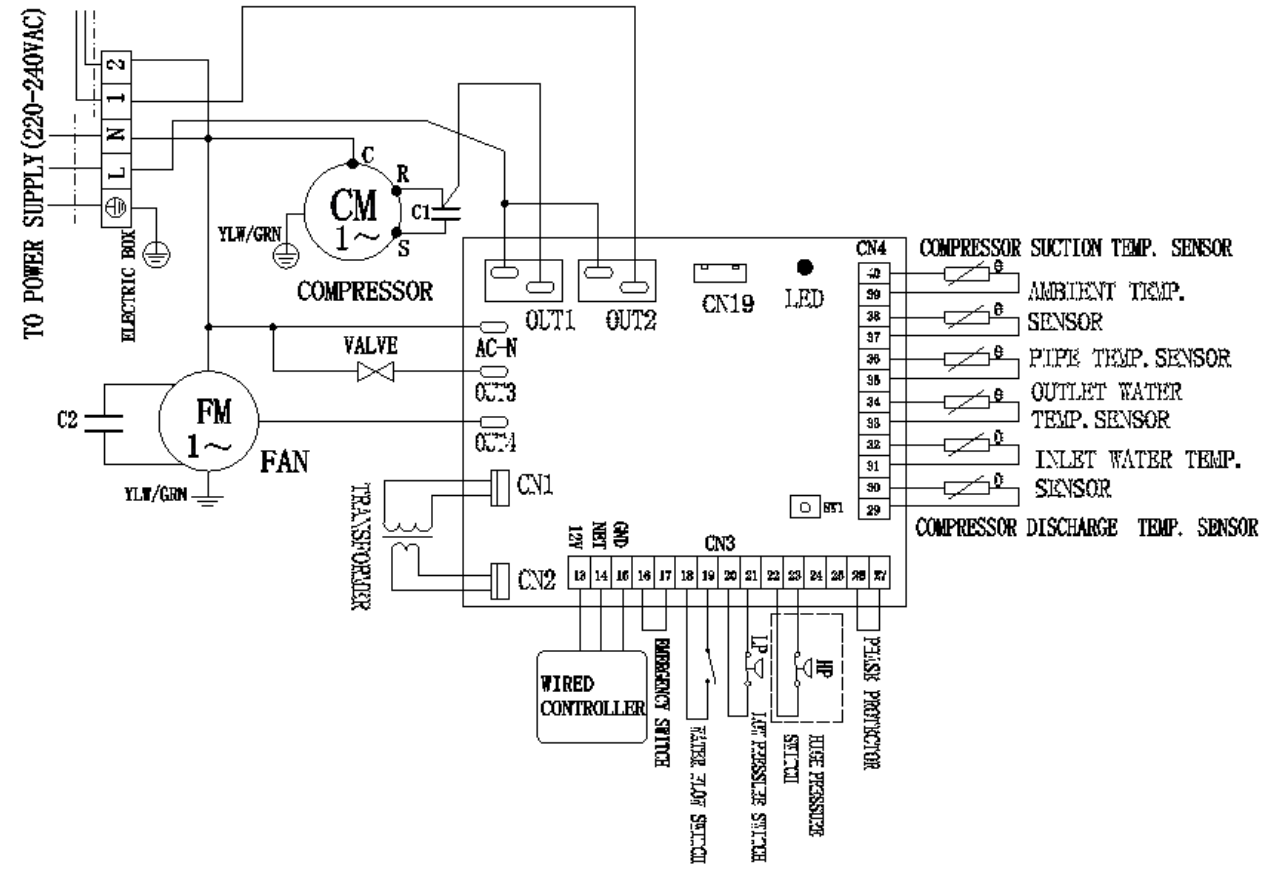 TO POWER SUPPLY(220-240VAC)
2
1
N
L
ELECTRIC BOX
YLW/GRN
C
R
CM
1~
S
C1
COMPRESSOR
OUT1
OUT2
CN19
LED
CN4
40
39
38
37
36
35
34
33
32
31
30
29
θ
θ
θ
θ
θ
θ
COMPRESSOR SUCTION TEMP. SENSOR
AMBIENT TEMP.
SENSOR
PIPE TEMP.SENSOR
OUTLET WATER
TEMP.SENSOR
INLET WATER TEMP.
SENSOR
COMPRESSOR DISCHARGE TEMP. SENSOR
AC-N
VALVE
OUT3
OUT4
C2
FM
1~
FAN
YLW/GRN
TRANSFORMER
CN1
CN2
SW1
12V
NET
GND
CN3
13 14 15 16 17 18 19 20 21 22 23 24 25 26 27
WIRED
CONTROLLER
EMERGENCY SWITCH
WATER FLOW SWITCH
LP
LOW PRESSURE SWITCH
HP
HIGH PRESSURE
SWITCH
PHASE PROTECTOR